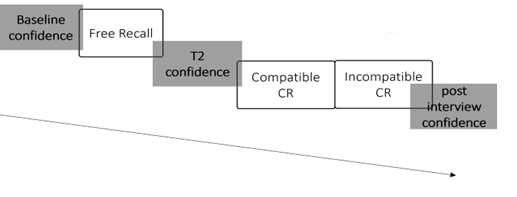 Baseline
confidence
Free Recall
T2
confidence
Compatible
CR
Incompatible
CR
post
interview
confidence